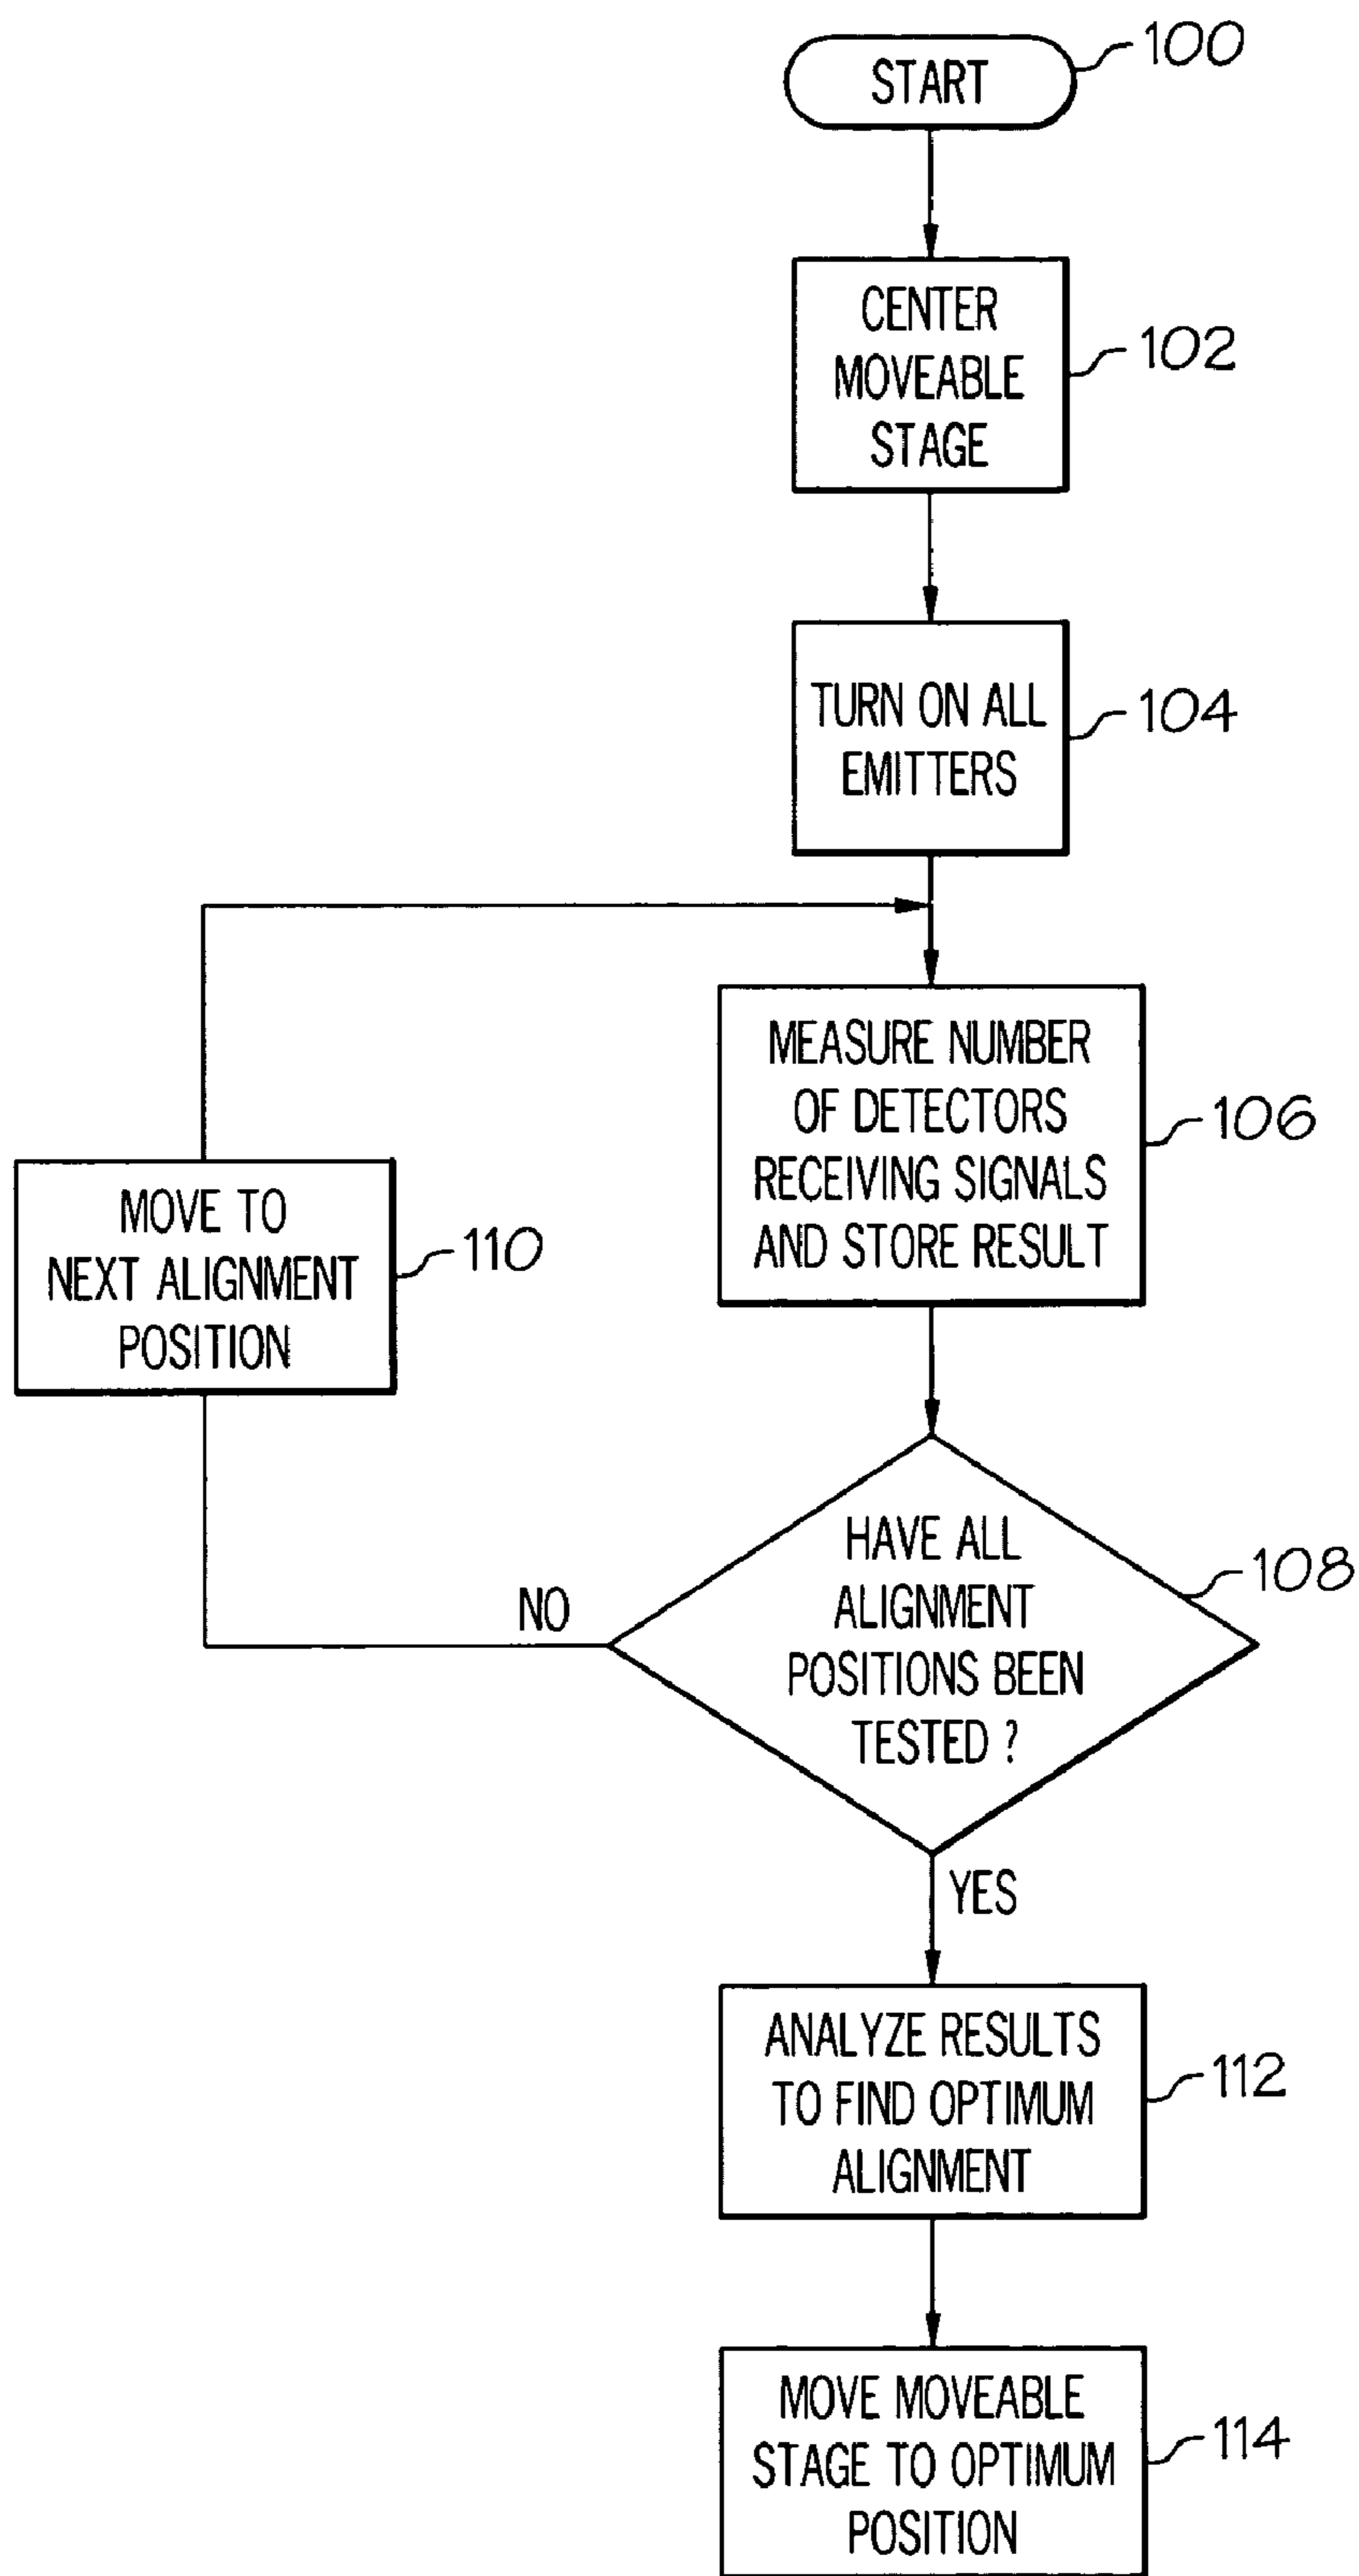 START
100
CENTER
MOVEABLE
STAGE
102
TURN ON ALL
EMITTERS
104
MEASURE NUMBER
OF DETECTORS
RECEIVING SIGNALS
AND STORE RESULT
106
MOVE TO
NEXT ALIGNMENT
POSITION
110
HAVE ALL
ALIGNMENT
POSITIONS BEEN
TESTED ?
108
NO
YES
ANALYZE RESULTS
TO FIND OPTIMUM
ALIGNMENT
112
MOVE MOVEABLE
STAGE TO OPTIMUM
POSITION
114